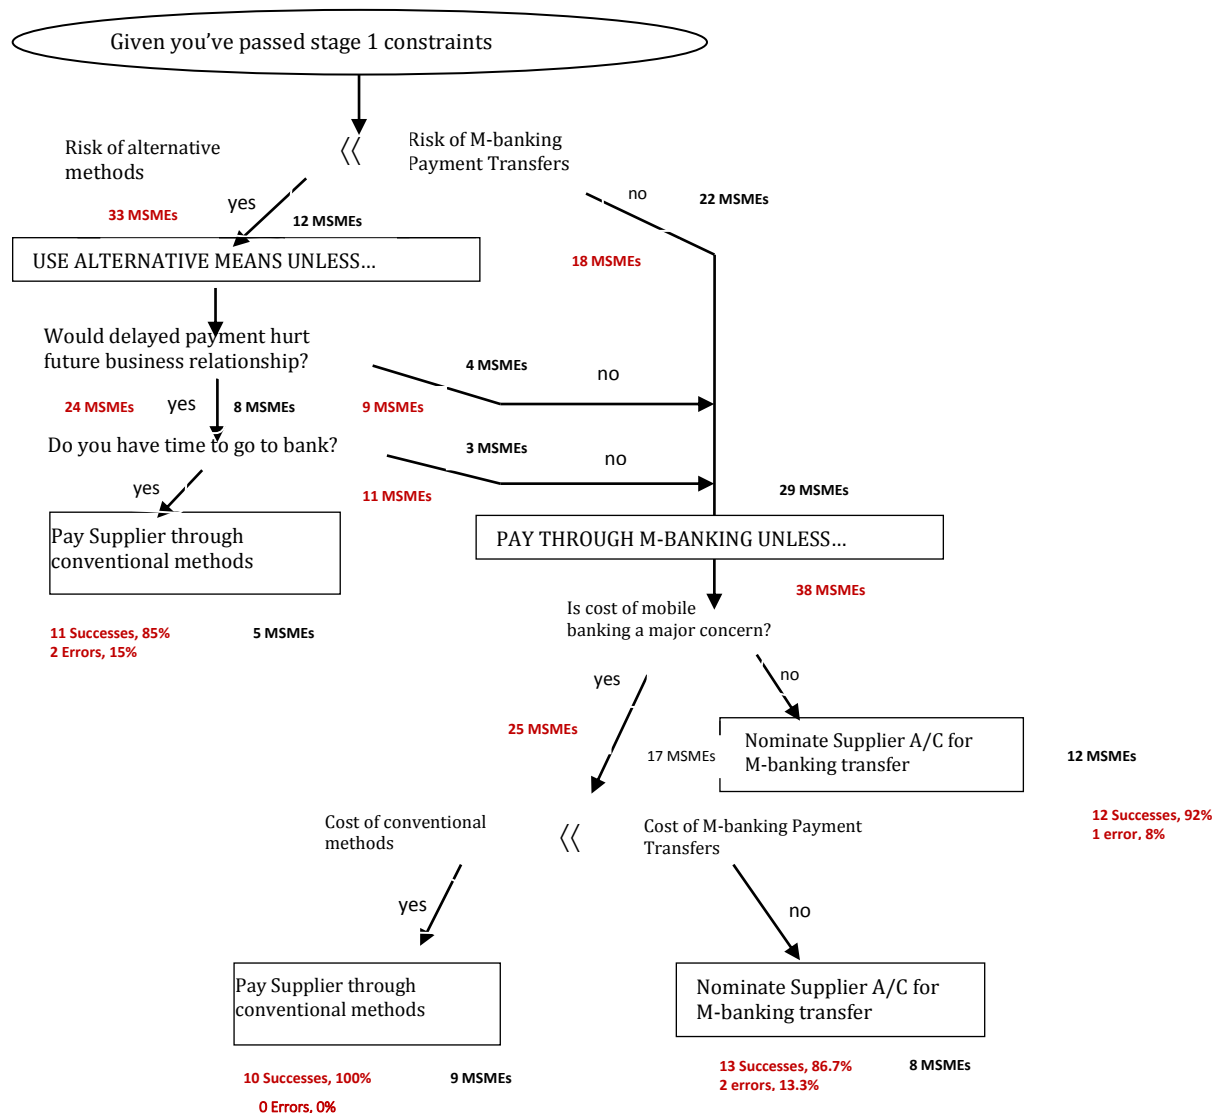 Given you’ve passed stage 1 constraints
Risk of alternative
methods
⟨⟨
Risk of M-banking
Payment Transfers
yes
no
22 MSMEs
33 MSMEs
12 MSMEs
18 MSMEs
USE ALTERNATIVE MEANS UNLESS…
Would delayed payment hurt
future business relationship?
4 MSMEs
no
24 MSMEs
yes
8 MSMEs
9 MSMEs
Do you have time to go to bank?
3 MSMEs
no
yes
11 MSMEs
29 MSMEs
Pay Supplier through
conventional methods
PAY THROUGH M-BANKING UNLESS…
38 MSMEs
Is cost of mobile
banking a major concern?
11 Successes, 85%
2 Errors, 15%
5 MSMEs
yes
no
25 MSMEs
17 MSMEs
Nominate Supplier A/C for
M-banking transfer
12 MSMEs
12 Successes, 92%
1 error, 8%
Cost of conventional
methods
⟨⟨
Cost of M-banking Payment
Transfers
yes
no
Pay Supplier through
conventional methods
Nominate Supplier A/C for
M-banking transfer
10 Successes, 100%
0 Errors, 0%
9 MSMEs
13 Successes, 86.7%
2 errors, 13.3%
8 MSMEs